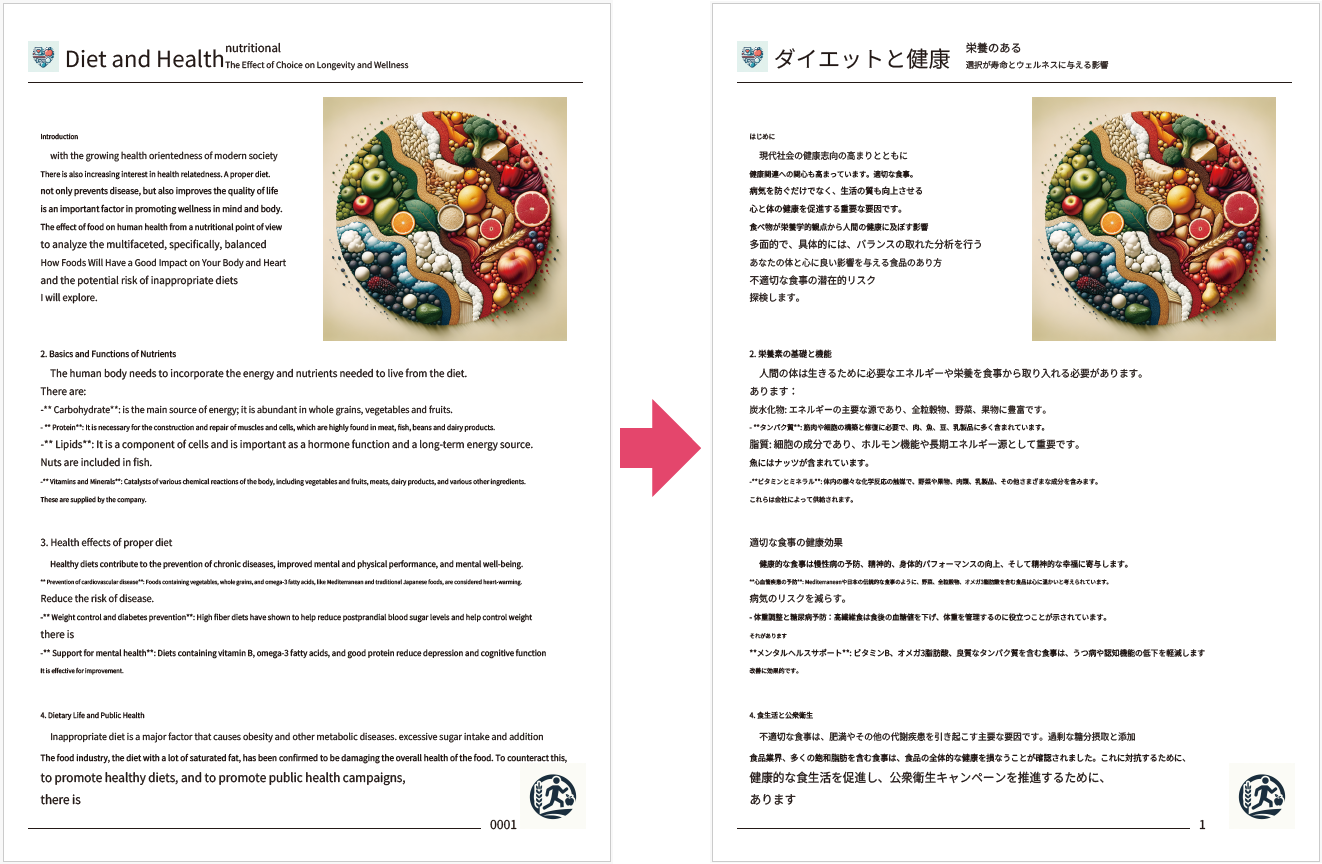 Diet and Health
nutritional
The Effect of Choice on Longevity and Wellness
Introduction
with the growing health orientedness of modern society
There is also increasing interest in health relatedness. A proper diet.
not only prevents disease, but also improves the quality of life
is an important factor in promoting wellness in mind and body.
The effect of food on human health from a nutritional point of view
to analyze the multifaceted, specifically, balanced
How Foods Will Have a Good Impact on Your Body and Heart
and the potential risk of inappropriate diets
I will explore.
2. Basics and Functions of Nutrients
The human body needs to incorporate the energy and nutrients needed to live from the diet.
There are:
-** Carbohydrate**: is the main source of energy; it is abundant in whole grains, vegetables and fruits.
- ** Protein**: It is necessary for the construction and repair of muscles and cells, which are highly found in meat, fish, beans and dairy products.
-** Lipids**: It is a component of cells and is important as a hormone function and a long-term energy source.
Nuts are included in fish.
-** Vitamins and Minerals**: Catalysts of various chemical reactions of the body, including vegetables and fruits, meats, dairy products, and various other ingredients.
These are supplied by the company.
3. Health effects of proper diet
Healthy diets contribute to the prevention of chronic diseases, improved mental and physical performance, and mental well-being.
** Prevention of cardiovascular disease**: Foods containing vegetables, whole grains, and omega-3 fatty acids, like Mediterranean and traditional Japanese foods, are considered heart-warming.
Reduce the risk of disease.
-** Weight control and diabetes prevention**: High fiber diets have shown to help reduce postprandial blood sugar levels and help control weight
there is
-** Support for mental health**: Diets containing vitamin B, omega-3 fatty acids, and good protein reduce depression and cognitive function
It is effective for improvement.
4. Dietary Life and Public Health
Inappropriate diet is a major factor that causes obesity and other metabolic diseases. excessive sugar intake and addition
The food industry, the diet with a lot of saturated fat, has been confirmed to be damaging the overall health of the food. To counteract this,
to promote healthy diets, and to promote public health campaigns,
there is
0001
ダイエットと健康
栄養のある
選択が寿命とウェルネスに与える影響
はじめに
現代社会の健康志向の高まりとともに
健康関連への関心も高まっています。適切な食事。
病気を防ぐだけでなく、生活の質も向上させる
心と体の健康を促進する重要な要因です。
食べ物が栄養学的観点から人間の健康に及ぼす影響
多面的で、具体的には、バランスの取れた分析を行う
あなたの体と心に良い影響を与える食品のあり方
不適切な食事の潜在的リスク
探検します。
2. 栄養素の基礎と機能
人間の体は生きるために必要なエネルギーや栄養を食事から取り入れる必要があります。
あります：
炭水化物: エネルギーの主要な源であり、全粒穀物、野菜、果物に豊富です。
- **タンパク質**: 筋肉や細胞の構築と修復に必要で、肉、魚、豆、乳製品に多く含まれています。
脂質: 細胞の成分であり、ホルモン機能や長期エネルギー源として重要です。
魚にはナッツが含まれています。
-**ビタミンとミネラル**: 体内の様々な化学反応の触媒で、野菜や果物、肉類、乳製品、その他さまざまな成分を含みます。
これらは会社によって供給されます。
適切な食事の健康効果
健康的な食事は慢性病の予防、精神的、身体的パフォーマンスの向上、そして精神的な幸福に寄与します。
**心血管疾患の予防**: Mediterraneanや日本の伝統的な食事のように、野菜、全粒穀物、オメガ3脂肪酸を含む食品は心に温かいと考えられています。
病気のリスクを減らす。
- 体重調整と糖尿病予防：高繊維食は食後の血糖値を下げ、体重を管理するのに役立つことが示されています。
それがあります
**メンタルヘルスサポート**: ビタミンB、オメガ3脂肪酸、良質なタンパク質を含む食事は、うつ病や認知機能の低下を軽減します
改善に効果的です。
4. 食生活と公衆衛生
不適切な食事は、肥満やその他の代謝疾患を引き起こす主要な要因です。過剰な糖分摂取と添加
食品業界、多くの飽和脂肪を含む食事は、食品の全体的な健康を損なうことが確認されました。これに対抗するために、
健康的な食生活を促進し、公衆衛生キャンペーンを推進するために、
あります
1